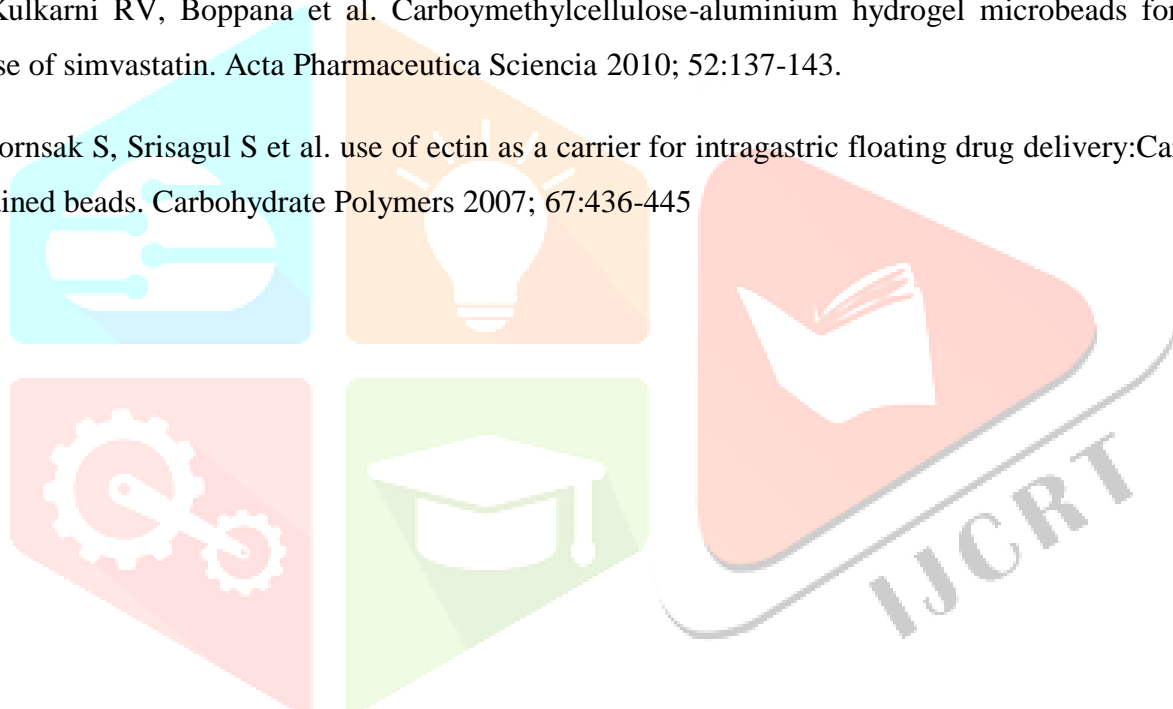 Kulkarni RV, Boppana et al. Carboymethylcellulose-aluminium hydrogel microbeads for
se of simvastatin. Acta Pharmaceutica Sciencia 2010; 52:137-143.
ornsak S, Srisagul S et al. use of ectin as a carrier for intragastric floating drug delivery:Ca
ined beads. Carbohydrate Polymers 2007; 67:436-445
IJCRT